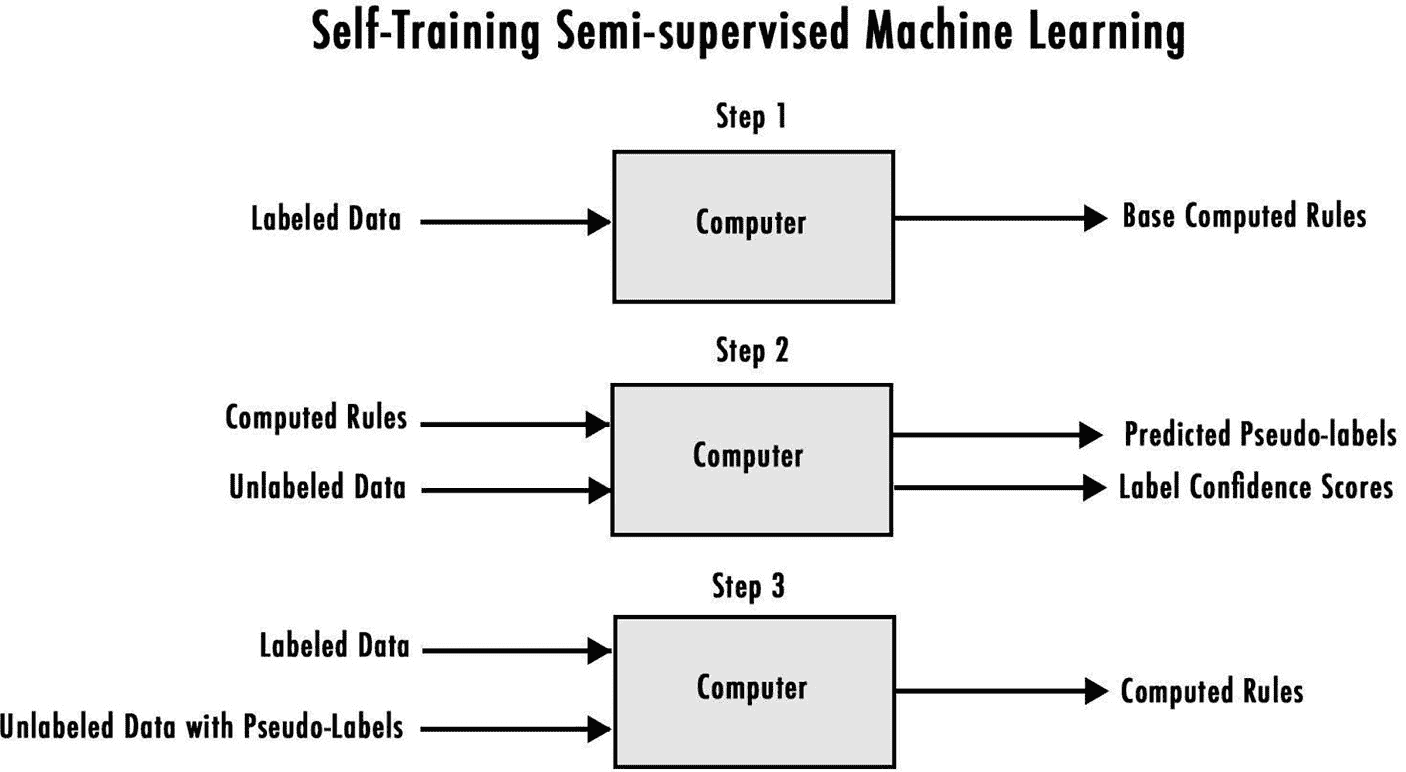 Self-Training Semi-supervised Machine Learning
Step 1
Labeled Data
Computer
Base Computed Rules
Step 2
Computed Rules
Unlabeled Data
Computer
Predicted Pseudo-labels
Label Confidence Scores
Step 3
Labeled Data
Unlabeled Data with Pseudo-Labels
Computer
Computed Rules